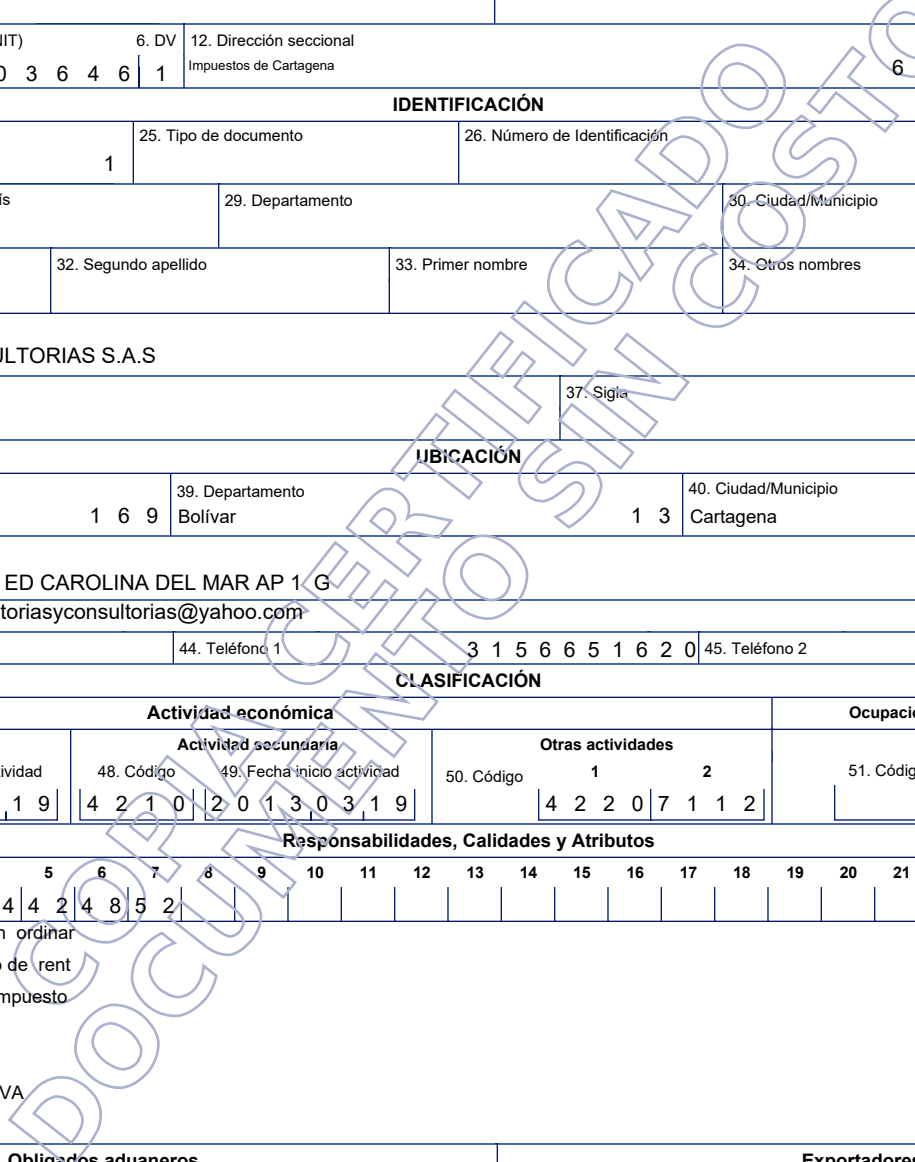 NIT) 6. DV 12. Dirección seccional
0 3 6 4 6 1 Impuestos de Cartagena 6
IDENTIFICACIÓN
25. Tipo de documento 26. Número de Identificación
1
ís 29. Departamento 30. Ciudad/Municipio
32. Segundo apellido 33. Primer nombre 34. Otros nombres
ULTORIAS S.A.S
37. Sigla
UBICACIÓN
39. Departamento 40. Ciudad/Municipio
1 6 9 Bolívar 1 3 Cartagena
ED CAROLINA DEL MAR AP 1 G
toriasyconsultorias@yahoo.com
44. Teléfono 1 3 1 5 6 6 5 1 6 2 0 45. Teléfono 2
CLASIFICACIÓN
Actividad económica Ocupació
Actividad secundaria Otras actividades
tividad 48. Código 49. Fecha inicio actividad 50. Código 1 2 51. Códig
1 9 4 2 1 0 2 0 1 3 0 3 1 9 4 2 2 0 7 1 1 2
Responsabilidades, Calidades y Atributos
5 6 7 8 9 10 11 12 13 14 15 16 17 18 19 20 21
4 4 2 4 8 5 2
n ordinar
o de rent
mpuesto
VA
Obligados aduaneros Exportadores
COPIA CERTIFICADO
DOCUMENTO SIN COSTO